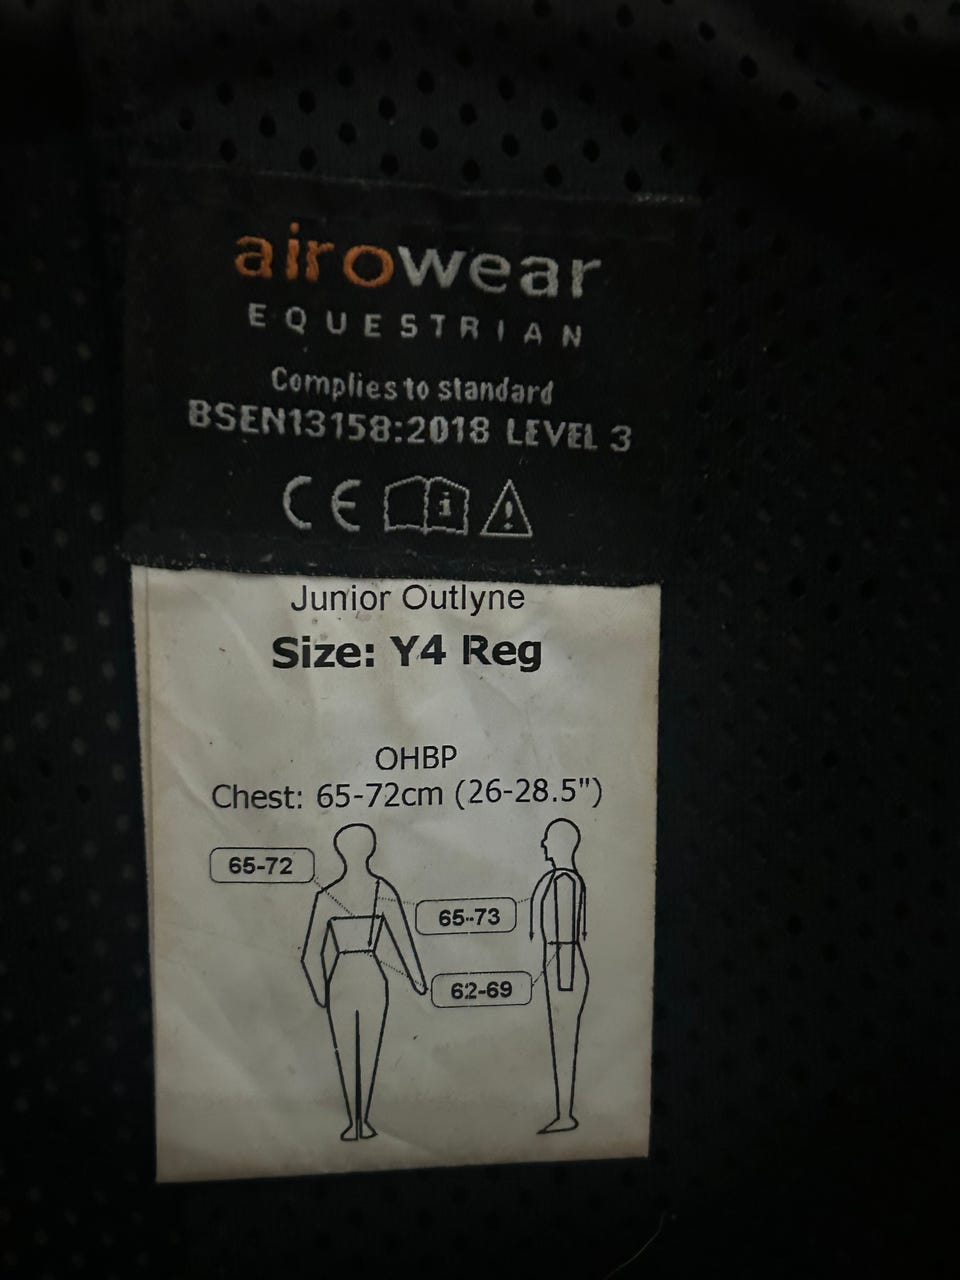 airowear
EQUESTRIAN
Complies to standard
BSEN13158:2018 LEVEL 3
CE i !
Junior Outlyne
Size: Y4 Reg
OHBP
Chest: 65-72cm (26-28.5")
65-72
65-73
62-69